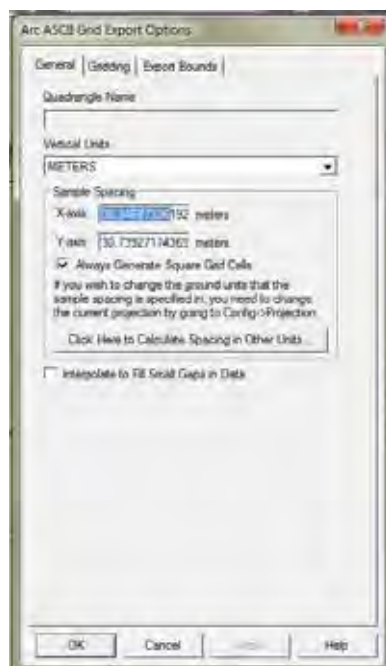 Arc ASCII Grid Export Options
General
Gridding
Export Bounds
Quadrangle Name
Vertical Units
METERS
Sample Spacing
X-axis: meters
Y-axis: 30.73927174365 meters
Always Generate Square Grid Cells
If you wish to change the ground units that the
sample spacing is specified in, you need to change
the current projection by going to Config->Projection.
Click Here to Calculate Spacing in Other Units...
Interpolate to Fill Small Gaps in Data
OK
Cancel
Help